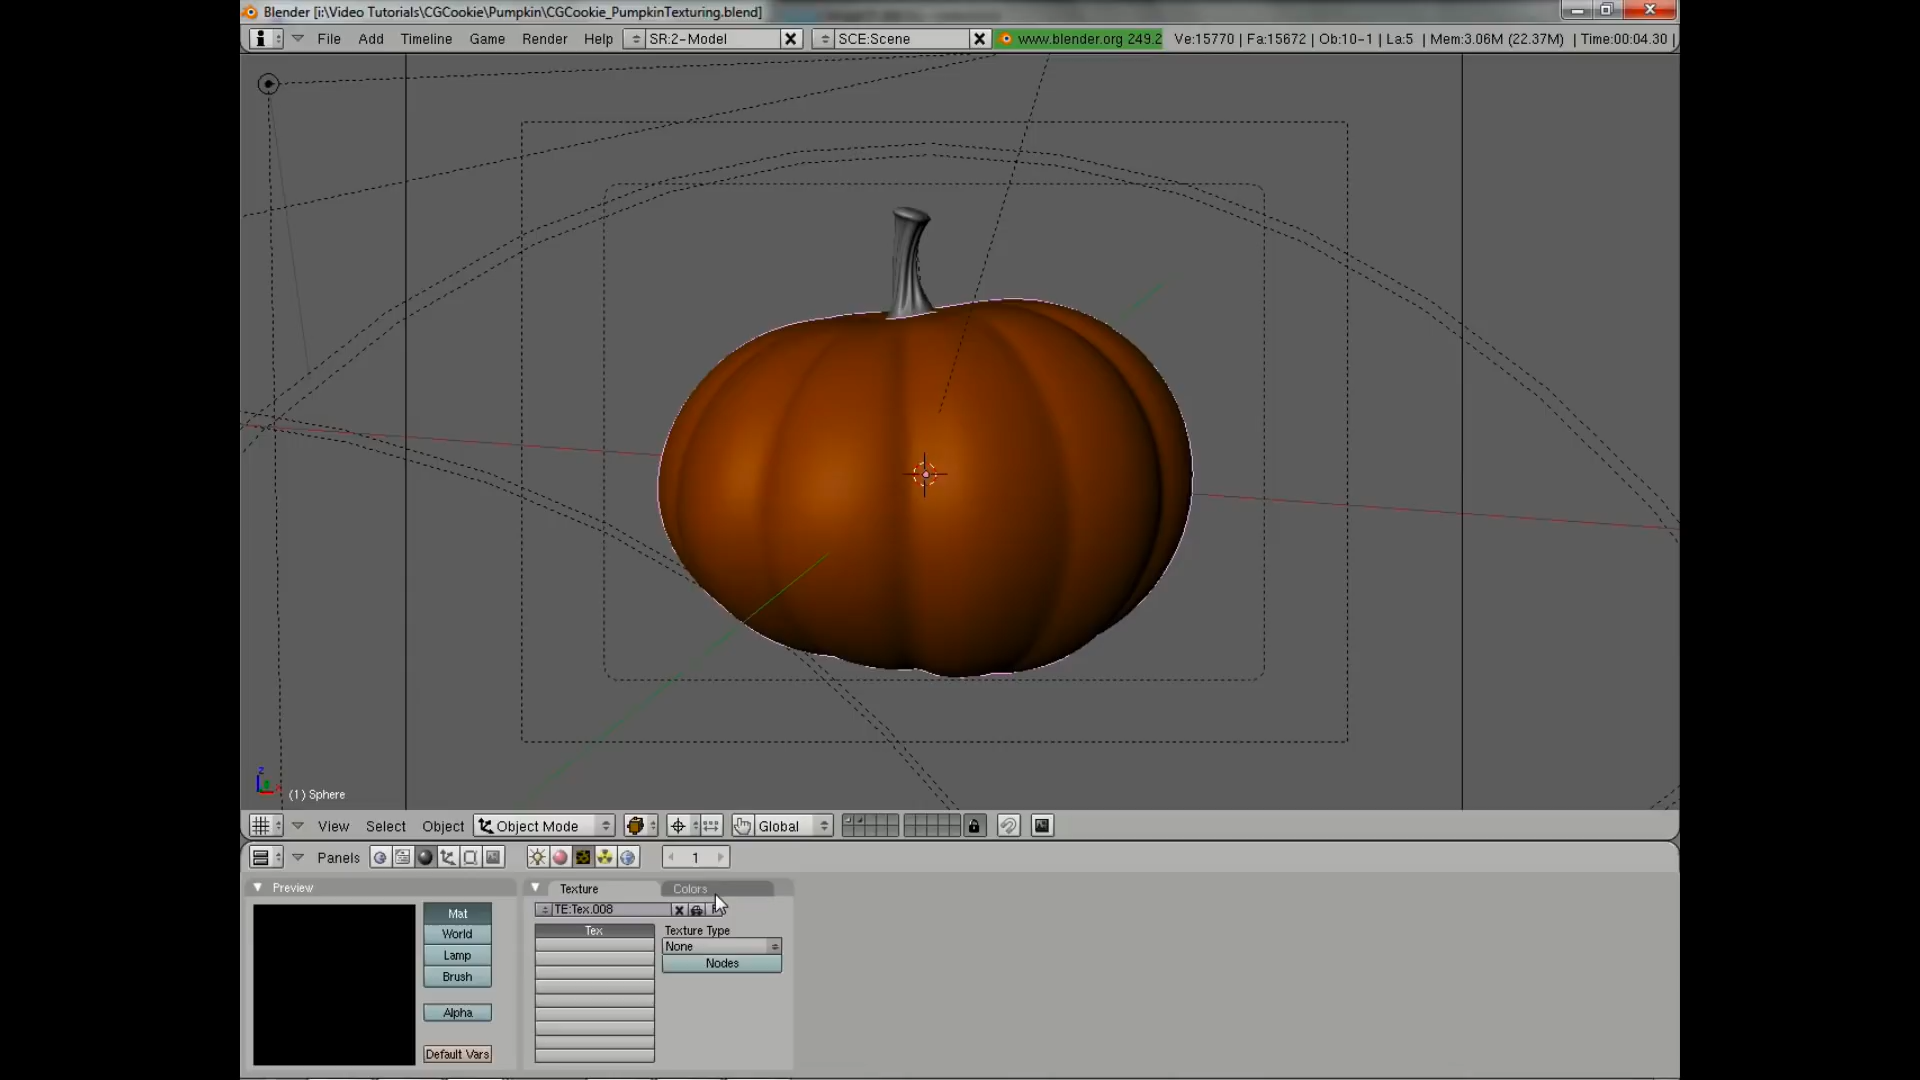 Blender [i:\Video Tutorials\CGCookie\Pumpkin\CGCookie_PumpkinTexturing.blend]
File Add Timeline Game Render Help SR:2-Model SCE:Scene www.blender.org 249.2 Ve:15770 | Fa:15672 | Ob:10-1 | La:5 | Mem:3.06M (22.37M) | Time:00:04.30 |
z
(1) Sphere
View Select Object Object Mode Global
Panels 1
Preview Texture Colors
Mat TE:Tex.008
World Tex Texture Type
Lamp None
Brush Nodes
Alpha
Default Vars